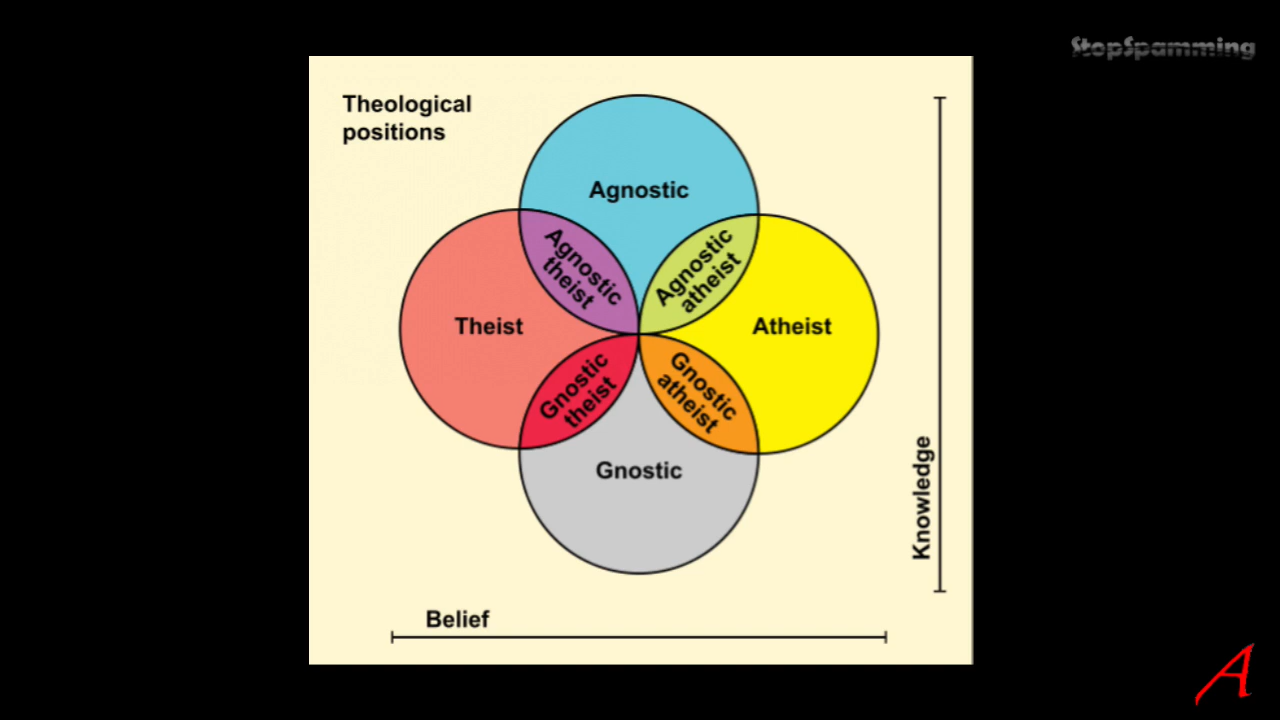 StopSpamming
Theological
positions
Agnostic
Agnostic
theist
Agnostic
atheist
Theist
Atheist
Gnostic
theist
Gnostic
atheist
Gnostic
Knowledge
Belief
A